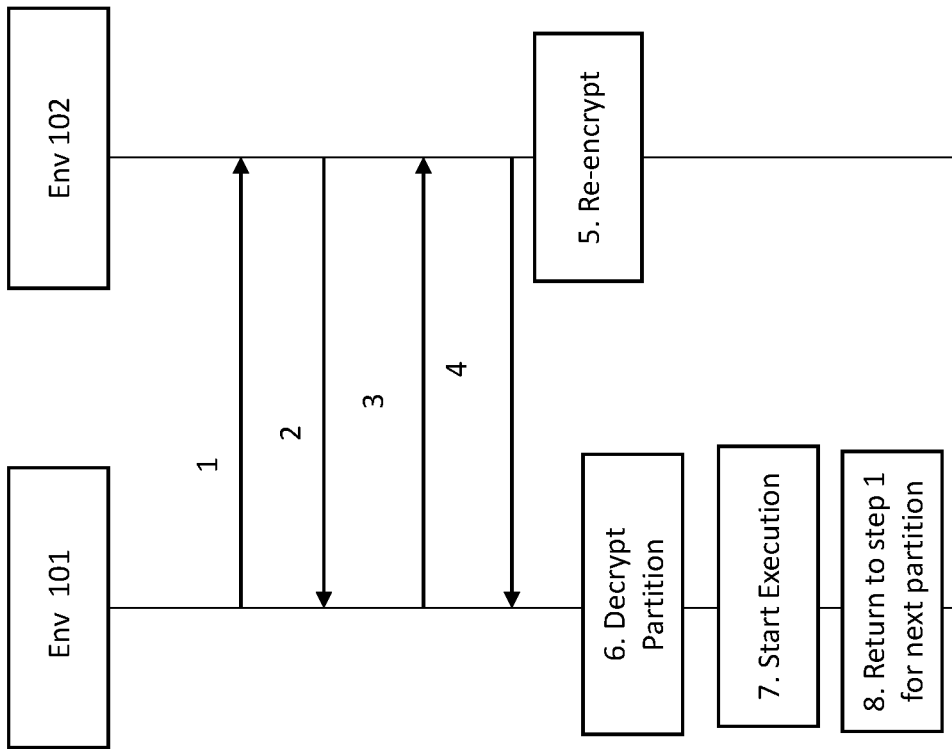 Env 101
Env 102
1
2
3
4
5. Re-encrypt
6. Decrypt
Partition
7. Start Execution
8. Return to step 1
for next partition